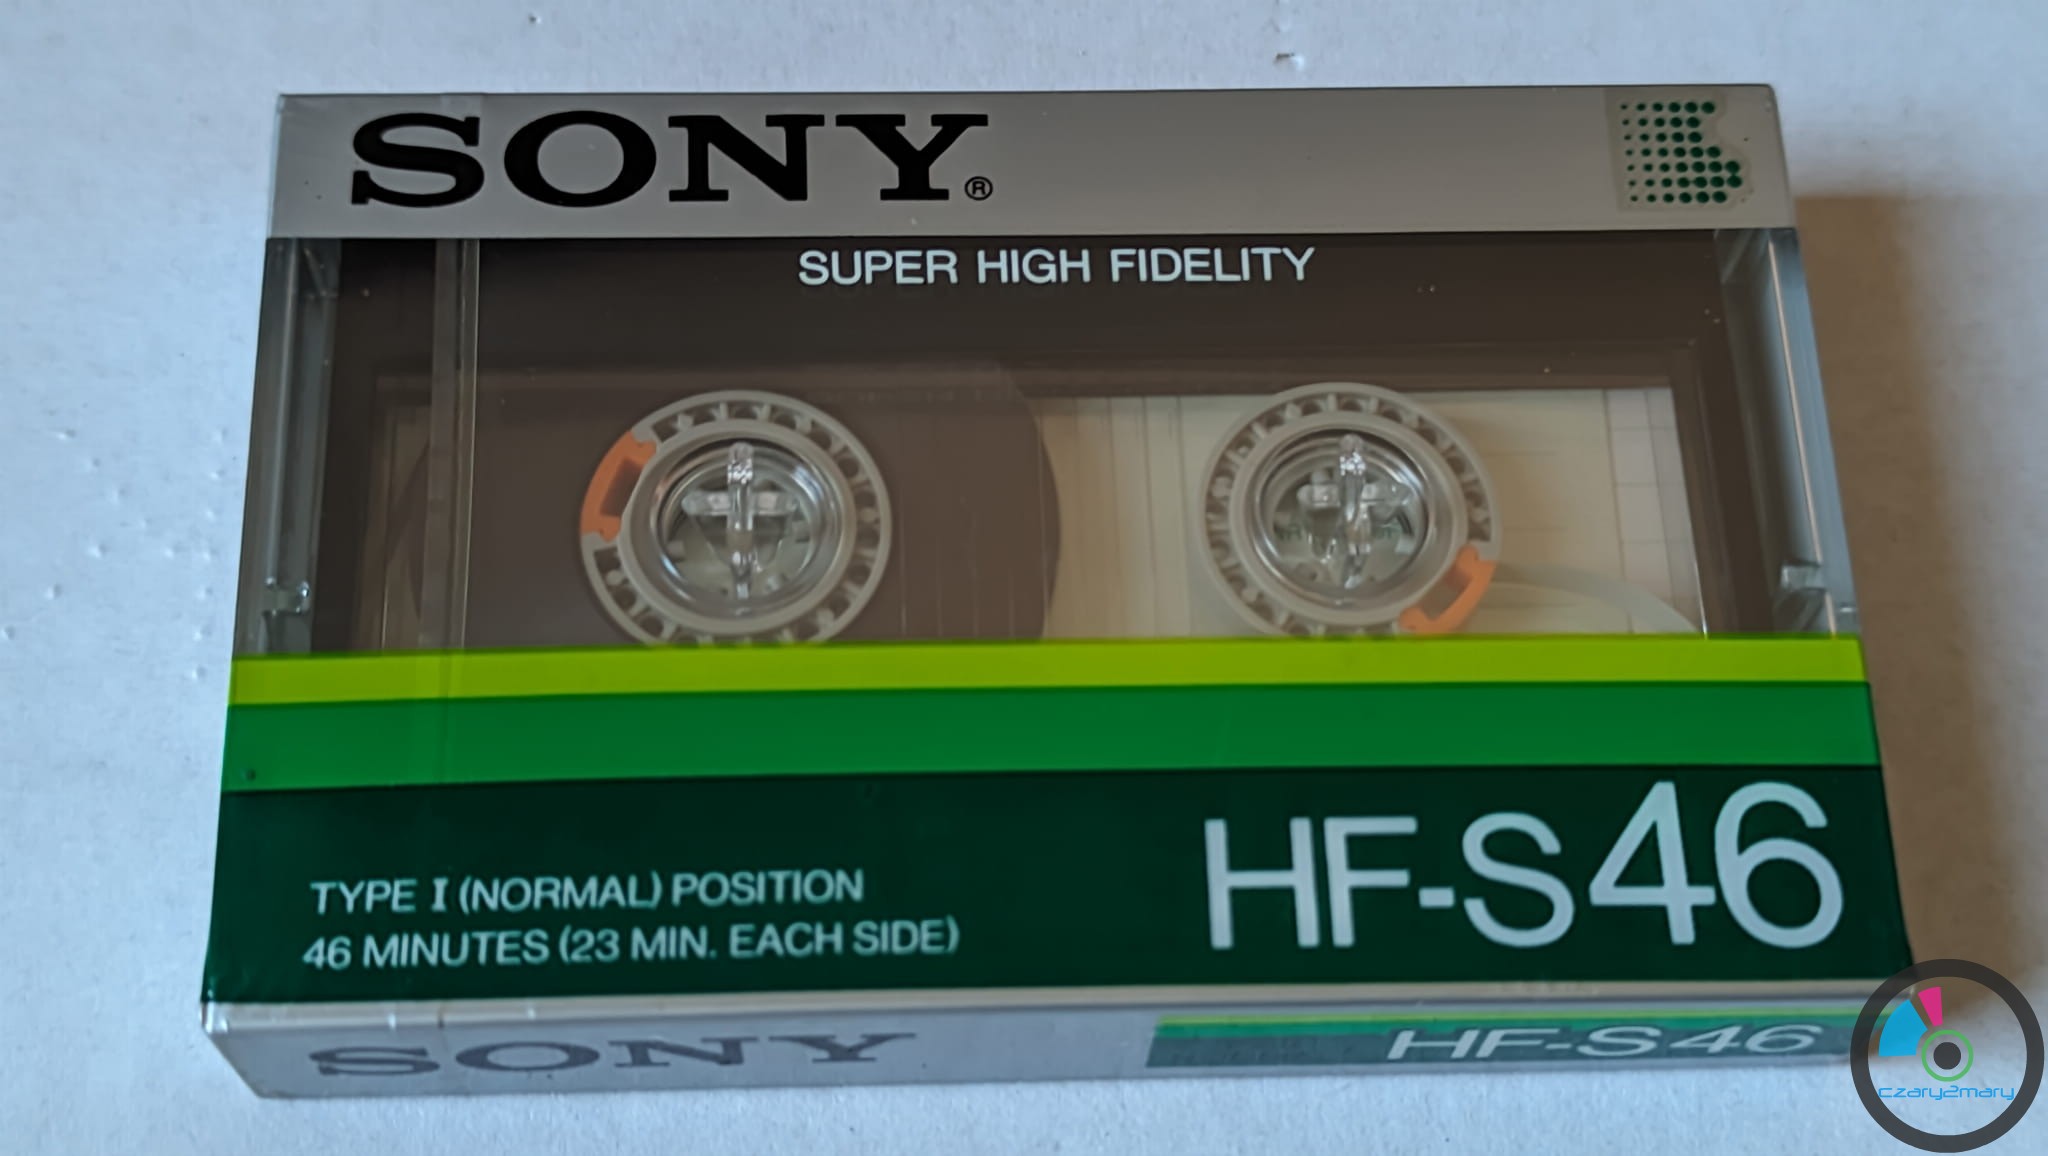 SONY®
SUPER HIGH FIDELITY
HF-S46
TYPE I (NORMAL) POSITION
46 MINUTES (23 MIN. EACH SIDE)
SONY
HF-S46
czary2mary